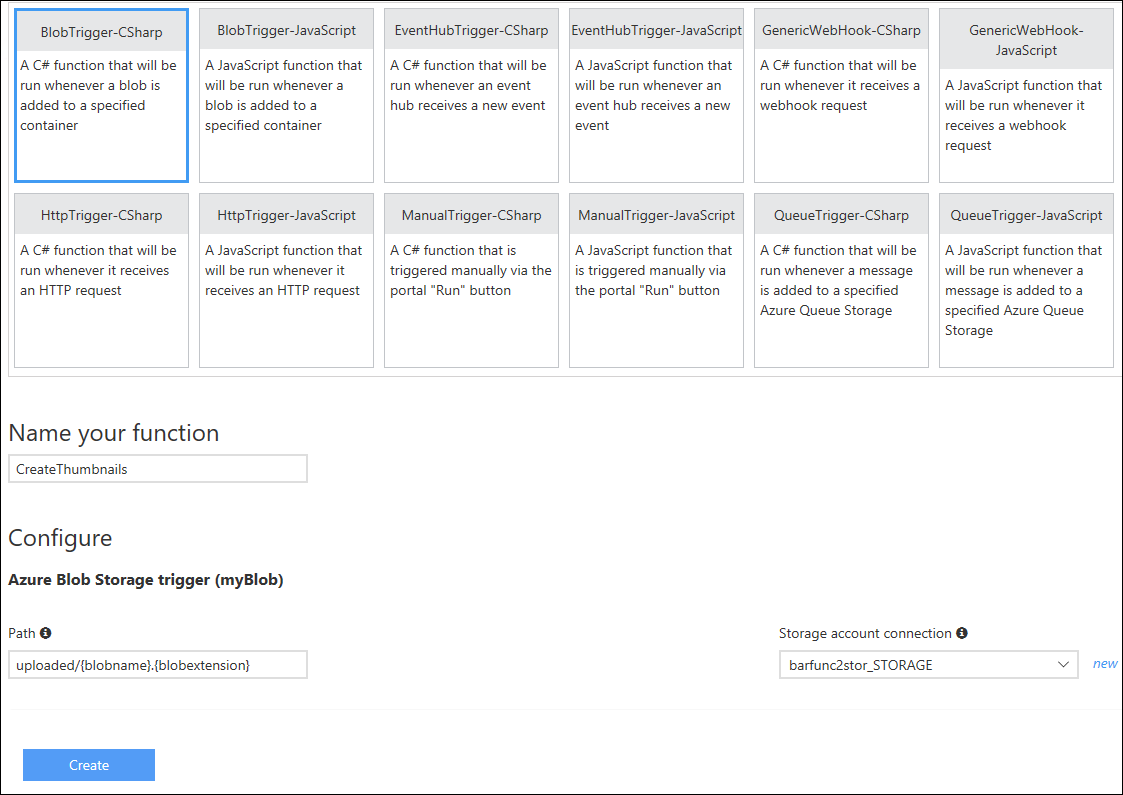 BlobTrigger-CSharp
A C# function that will be
run whenever a blob is
added to a specified
container
BlobTrigger-JavaScript
A JavaScript function that
will be run whenever a
blob is added to a
specified container
EventHubTrigger-CSharp
A C# function that will be
run whenever an event
hub receives a new event
EventHubTrigger-JavaScript
A JavaScript function that
will be run whenever an
event hub receives a new
event
GenericWebHook-CSharp
A C# function that will be
run whenever it receives a
webhook request
GenericWebHook-
JavaScript
A JavaScript function that
will be run whenever it
receives a webhook
request
HttpTrigger-CSharp
A C# function that will be
run whenever it receives
an HTTP request
HttpTrigger-JavaScript
A JavaScript function that
will be run whenever it
receives an HTTP request
ManualTrigger-CSharp
A C# function that is
triggered manually via the
portal "Run" button
ManualTrigger-JavaScript
A JavaScript function that
is triggered manually via
the portal "Run" button
QueueTrigger-CSharp
A C# function that will be
run whenever a message
is added to a specified
Azure Queue Storage
QueueTrigger-JavaScript
A JavaScript function that
will be run whenever a
message is added to a
specified Azure Queue
Storage
Name your function
CreateThumbnails
Configure
Azure Blob Storage trigger (myBlob)
Path
uploaded/{blobname}.{blobextension}
Storage account connection
barfunc2stor_STORAGE
new
Create